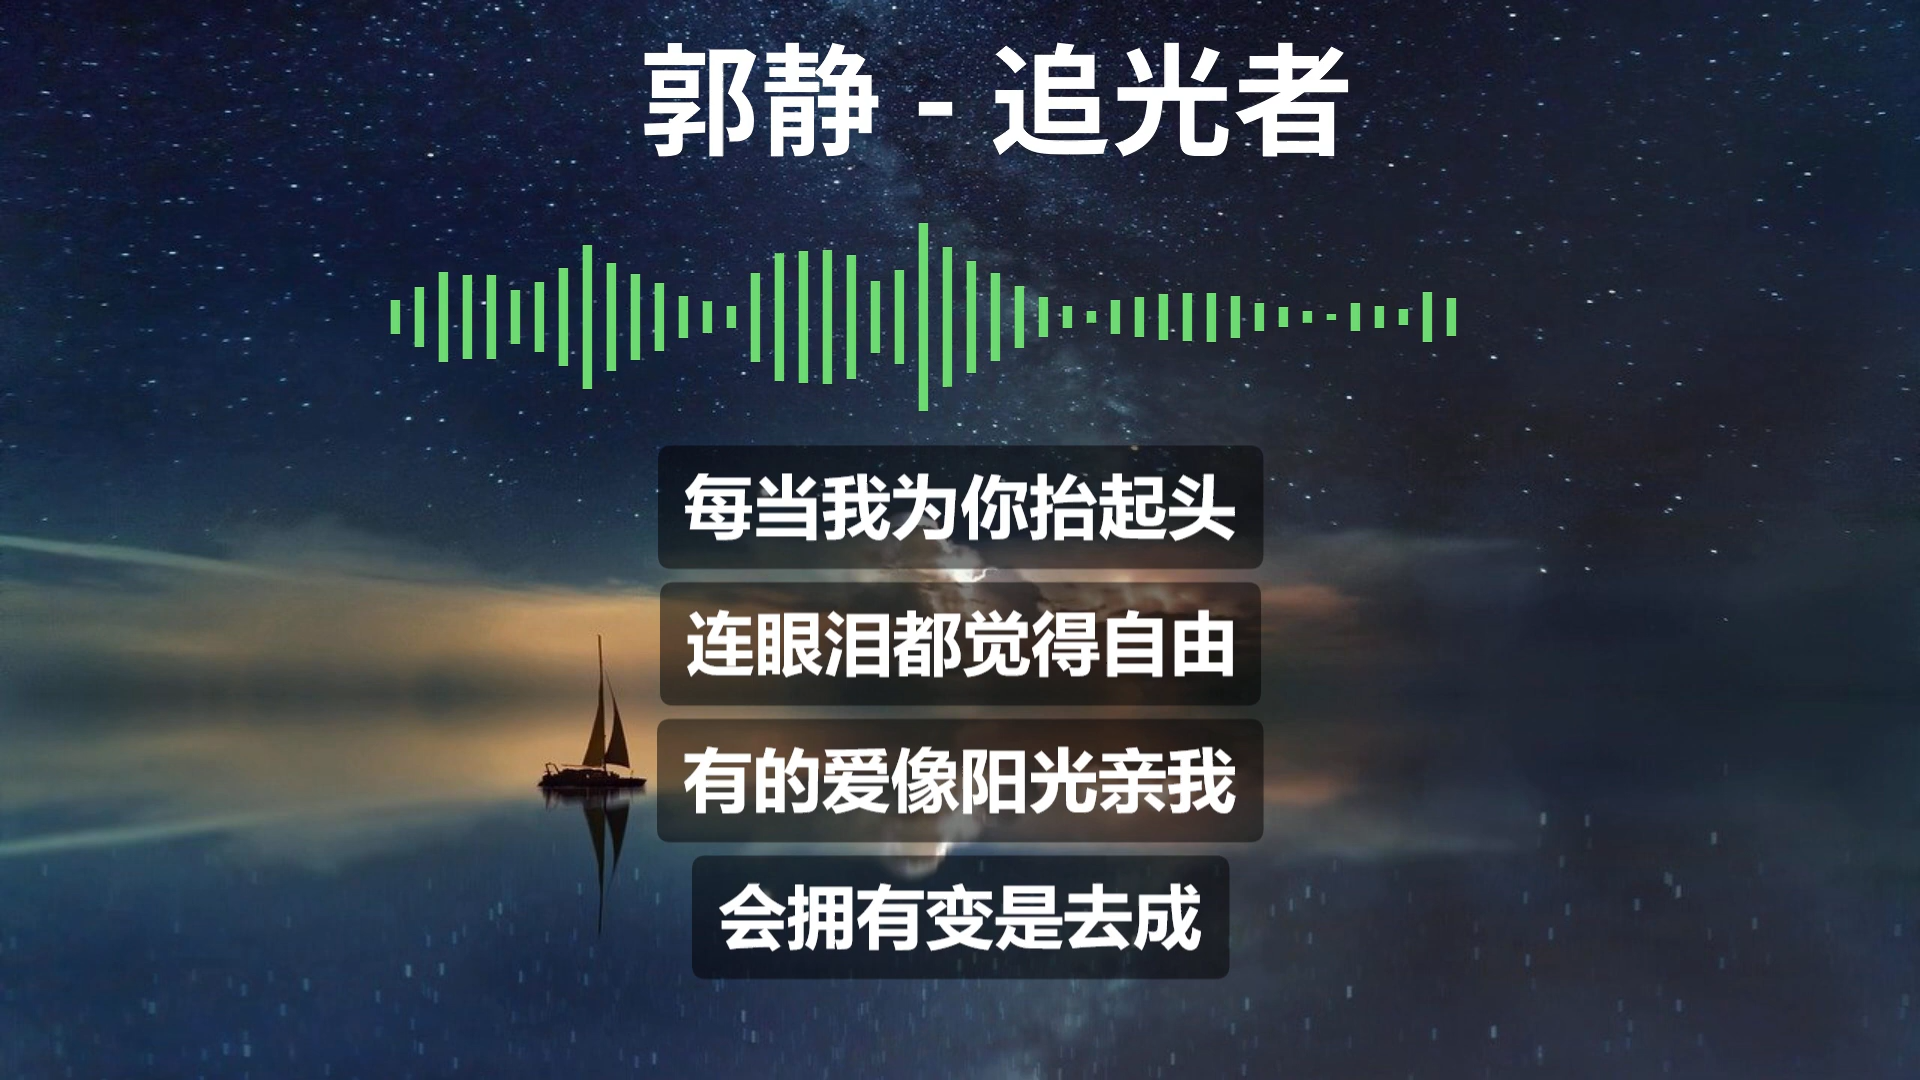 郭静 - 追光者
每当我为你抬起头
连眼泪都觉得自由
有的爱像阳光亲我
会拥有变是去成